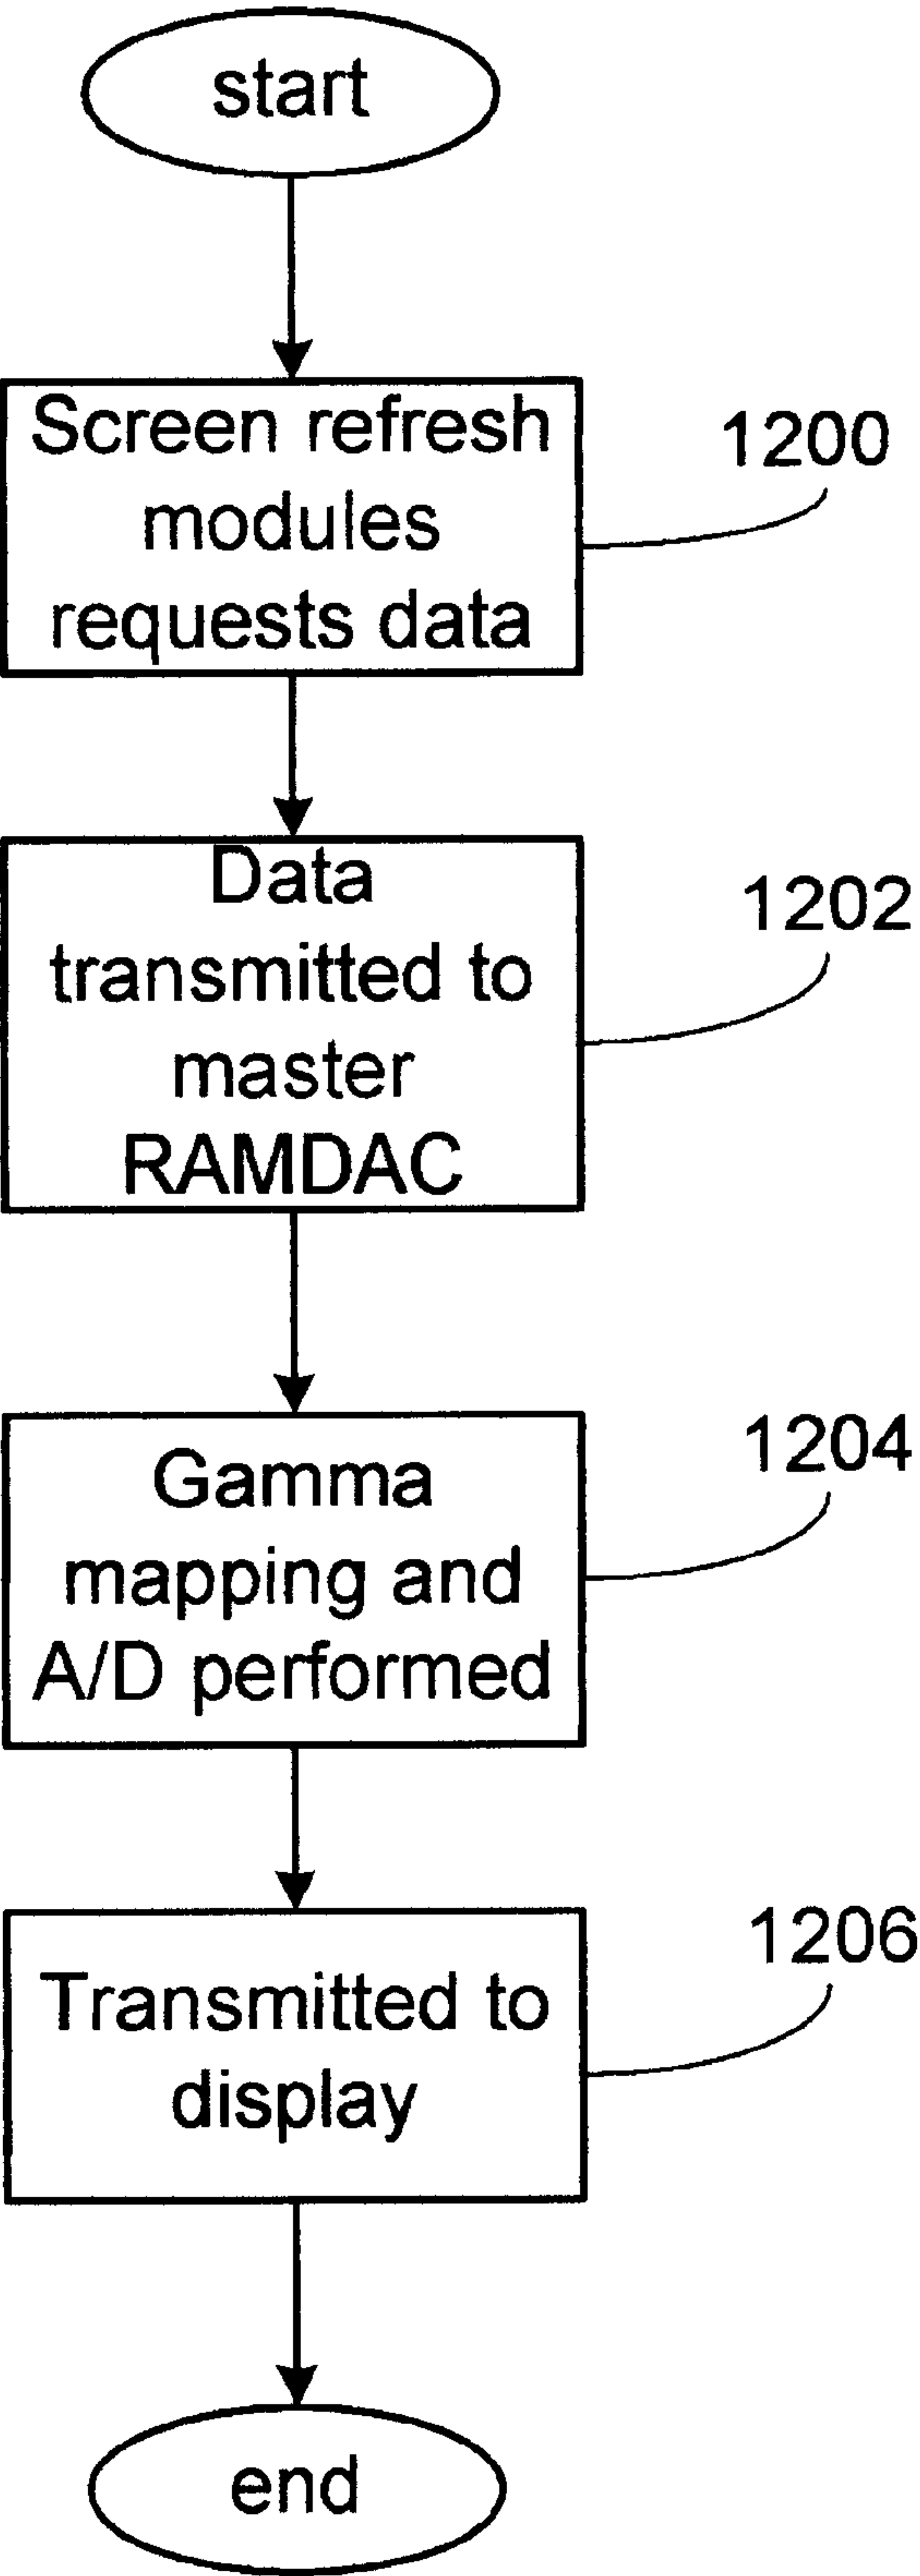 start
Screen refresh
modules
requests data
1200
Data
transmitted to
master
RAMDAC
1202
Gamma
mapping and
A/D performed
1204
Transmitted to
display
1206
end